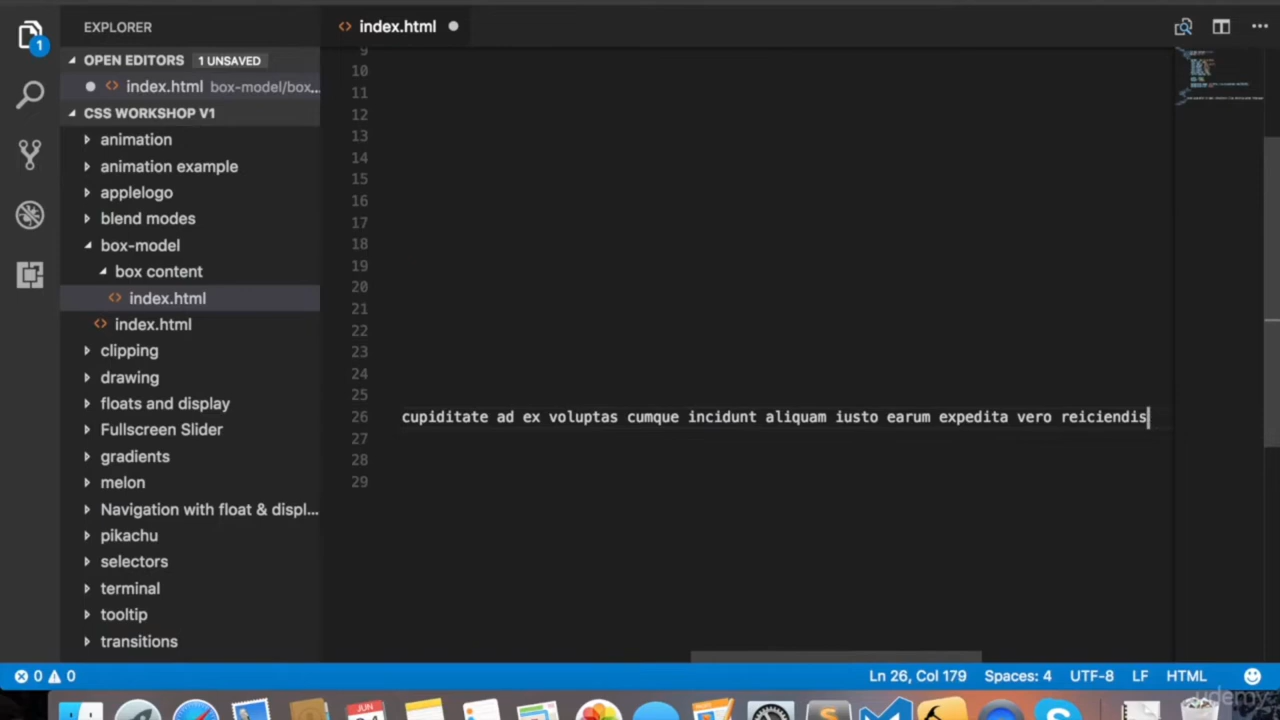 EXPLORER
index.html
OPEN EDITORS 1 UNSAVED
index.html box-model/box...
CSS WORKSHOP V1
animation
animation example
applelogo
blend modes
box-model
box content
index.html
index.html
clipping
drawing
floats and display
Fullscreen Slider
gradients
melon
Navigation with float & displ...
pikachu
selectors
terminal
tooltip
transitions
1
9
10
11
12
13
14
15
16
17
18
19
20
21
22
23
24
25
26 cupiditate ad ex voluptas cumque incidunt aliquam iusto earum expedita vero reiciendis
27
28
29
0 0
Ln 26, Col 179 Spaces: 4 UTF-8 LF HTML
JUN
udemy